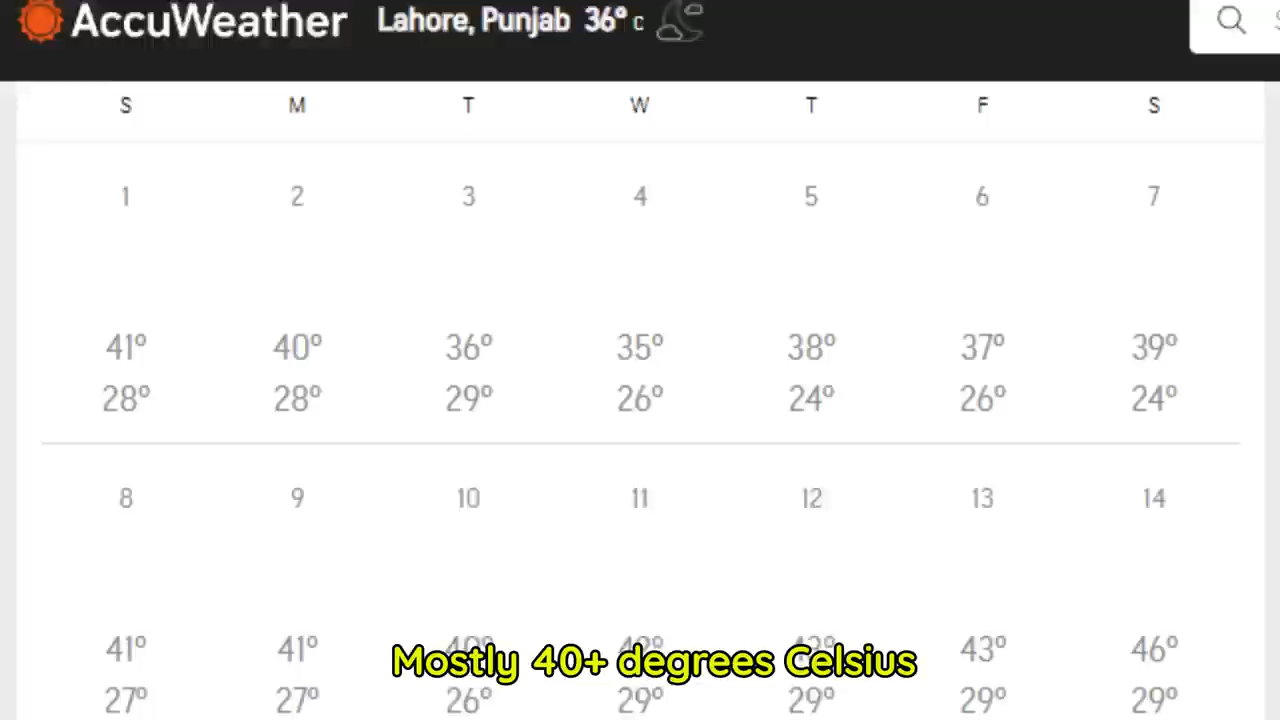 AccuWeather Lahore, Punjab 36° c
S M T W T F S
1 2 3 4 5 6 7
41° 40° 36° 35° 38° 37° 39°
28° 28° 29° 26° 24° 26° 24°
8 9 10 11 12 13 14
41° 41° 43° 46°
Mostly 40+ degrees Celsius
27° 27° 26° 29° 29° 29° 29°